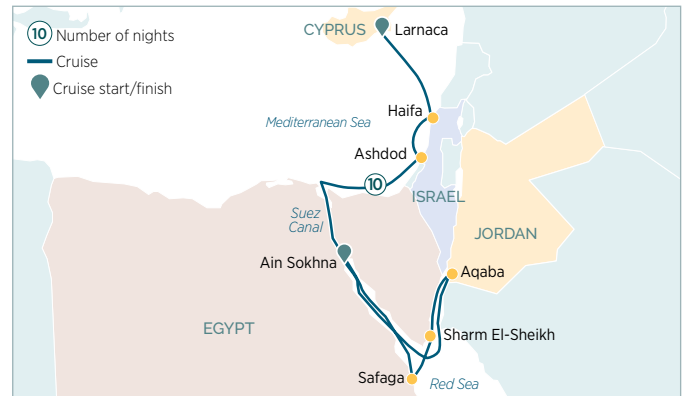 10 Number of nights
Cruise
Cruise start/finish
CYPRUS
Larnaca
Haifa
Mediterranean Sea
Ashdod
10
ISRAEL
Suez
Canal
JORDAN
Ain Sokhna
Aqaba
EGYPT
Sharm El-Sheikh
Safaga
Red Sea